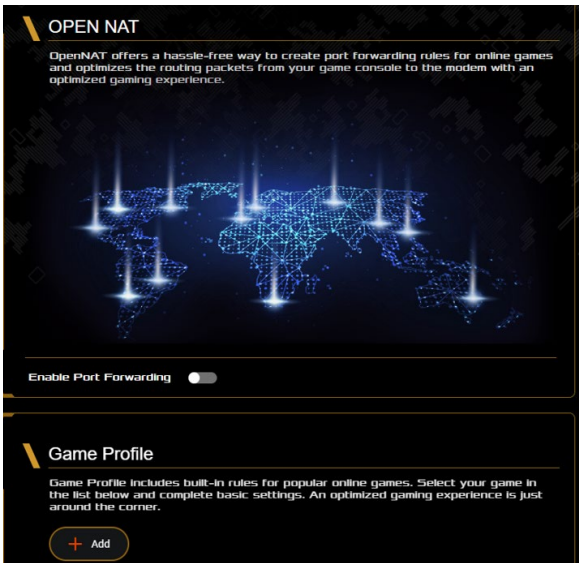 OPEN NAT
OpenNAT offers a hassle-free way to create port forwarding rules for online games
and optimizes the routing packets from your game console to the modem with an
optimized gaming experience.
Enable Port Forwarding
Game Profile
Game Profile includes built-in rules for popular online games. Select your game in
the list below and complete basic settings. An optimized gaming experience is just
around the corner.
+ Add